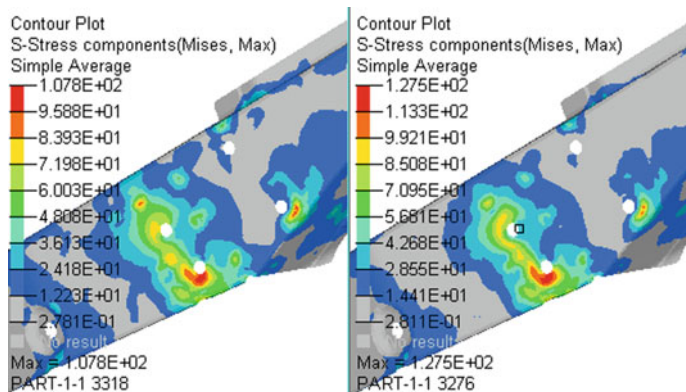 Contour Plot
S-Stress components(Mises, Max)
Simple Average
1.078E+02
9.588E+01
8.393E+01
7.198E+01
6.003E+01
4.808E+01
3.613E+01
2.418E+01
1.223E+01
2.781E-01
No result
Max = 1.078E+02
PART-1-1 3318
Contour Plot
S-Stress components(Mises, Max)
Simple Average
1.275E+02
1.133E+02
9.921E+01
8.508E+01
7.095E+01
5.681E+01
4.268E+01
2.855E+01
1.441E+01
2.811E-01
No result
Max = 1.275E+02
PART-1-1 3276